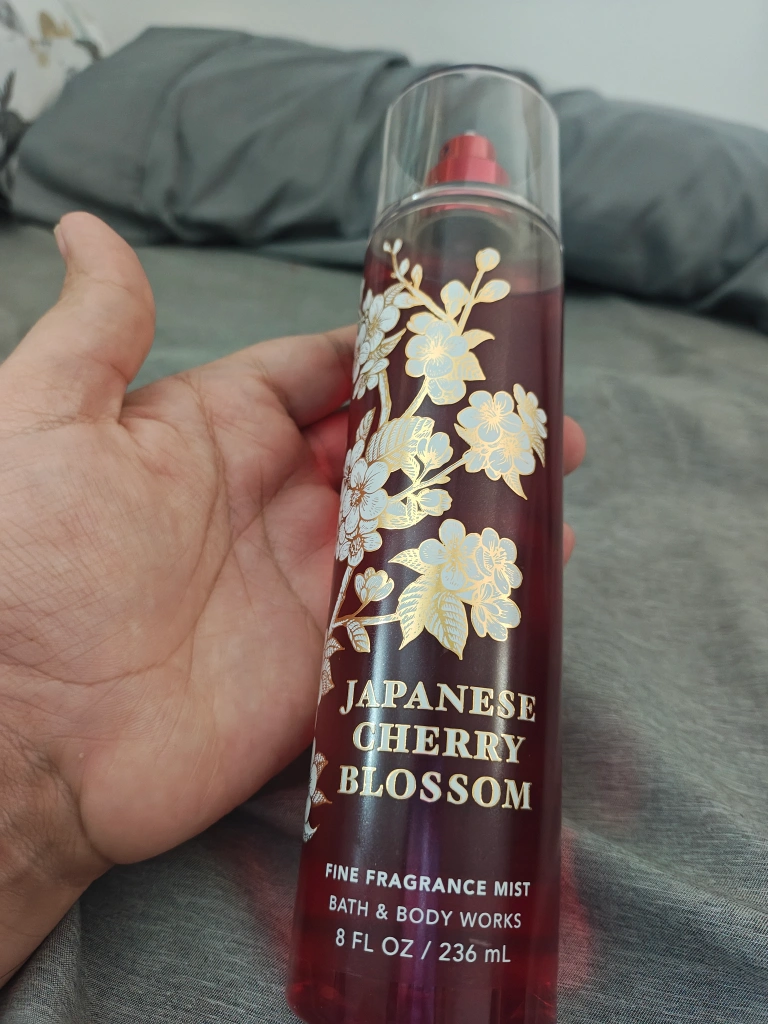 JAPANESE
CHERRY
BLOSSOM
FINE FRAGRANCE MIST
BATH & BODY WORKS
8 FL OZ / 236 mL